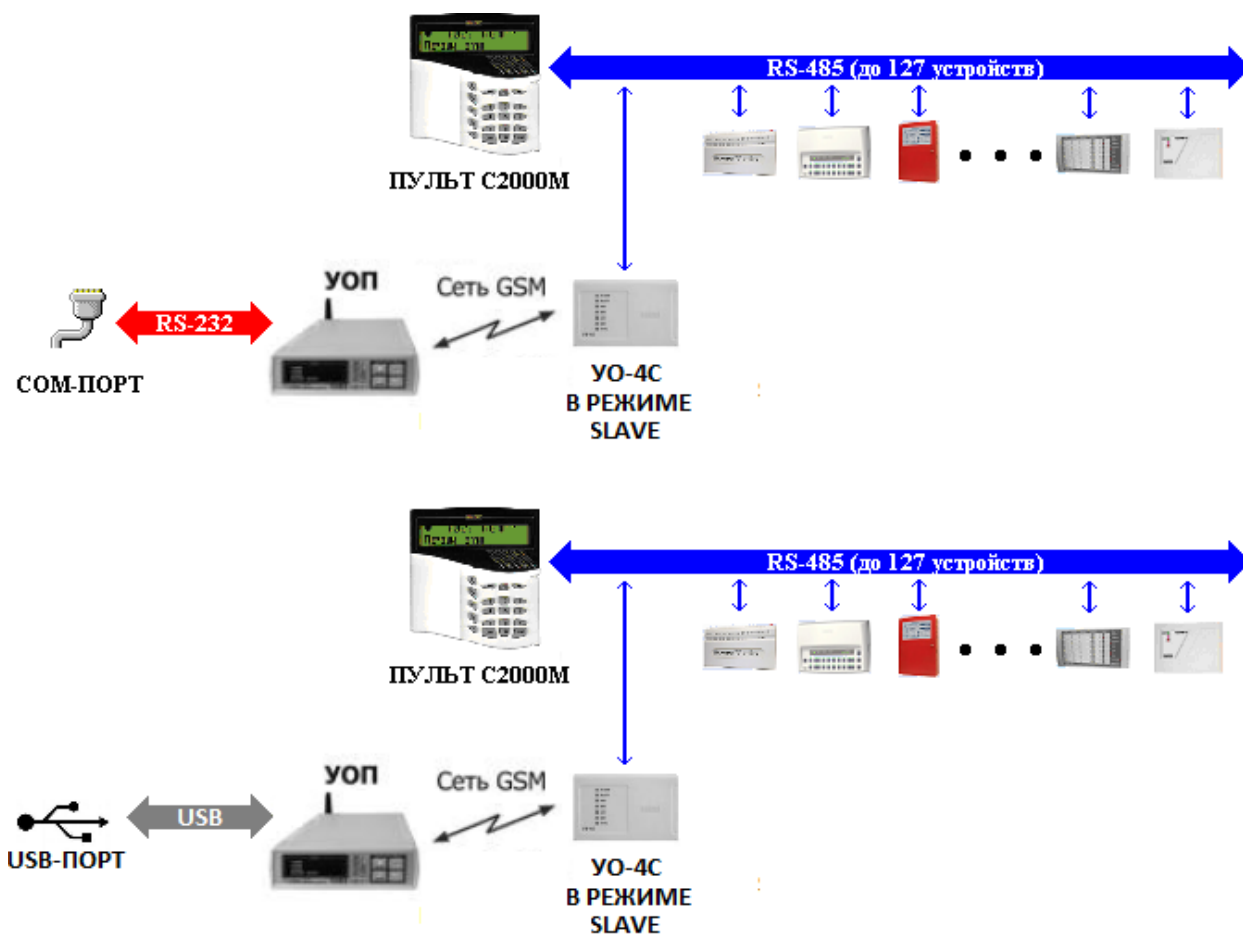 RS-485 (до 127 устройств)
ПУЛЬТ С2000М
УОП
Сеть GSM
RS-232
COM-ПОРТ
УО-4С
В РЕЖИМЕ
SLAVE
RS-485 (до 127 устройств)
ПУЛЬТ С2000М
УОП
Сеть GSM
USB
USB-ПОРТ
УО-4С
В РЕЖИМЕ
SLAVE